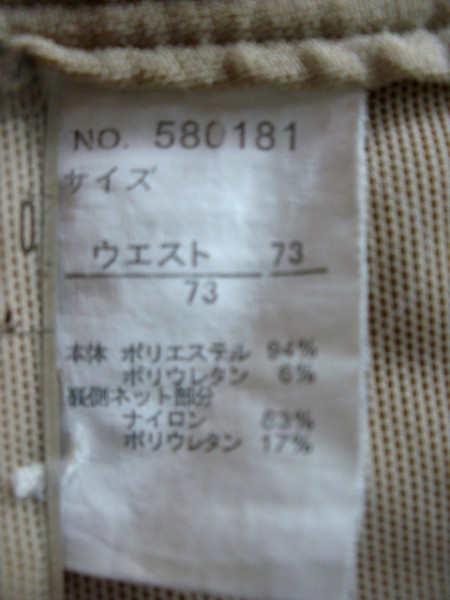 NO. 580181
サイズ
ウエスト 73
73
本体 ポリエステル 94%
ポリウレタン 6%
裏側ネット部分
ナイロン 83%
ポリウレタン 17%